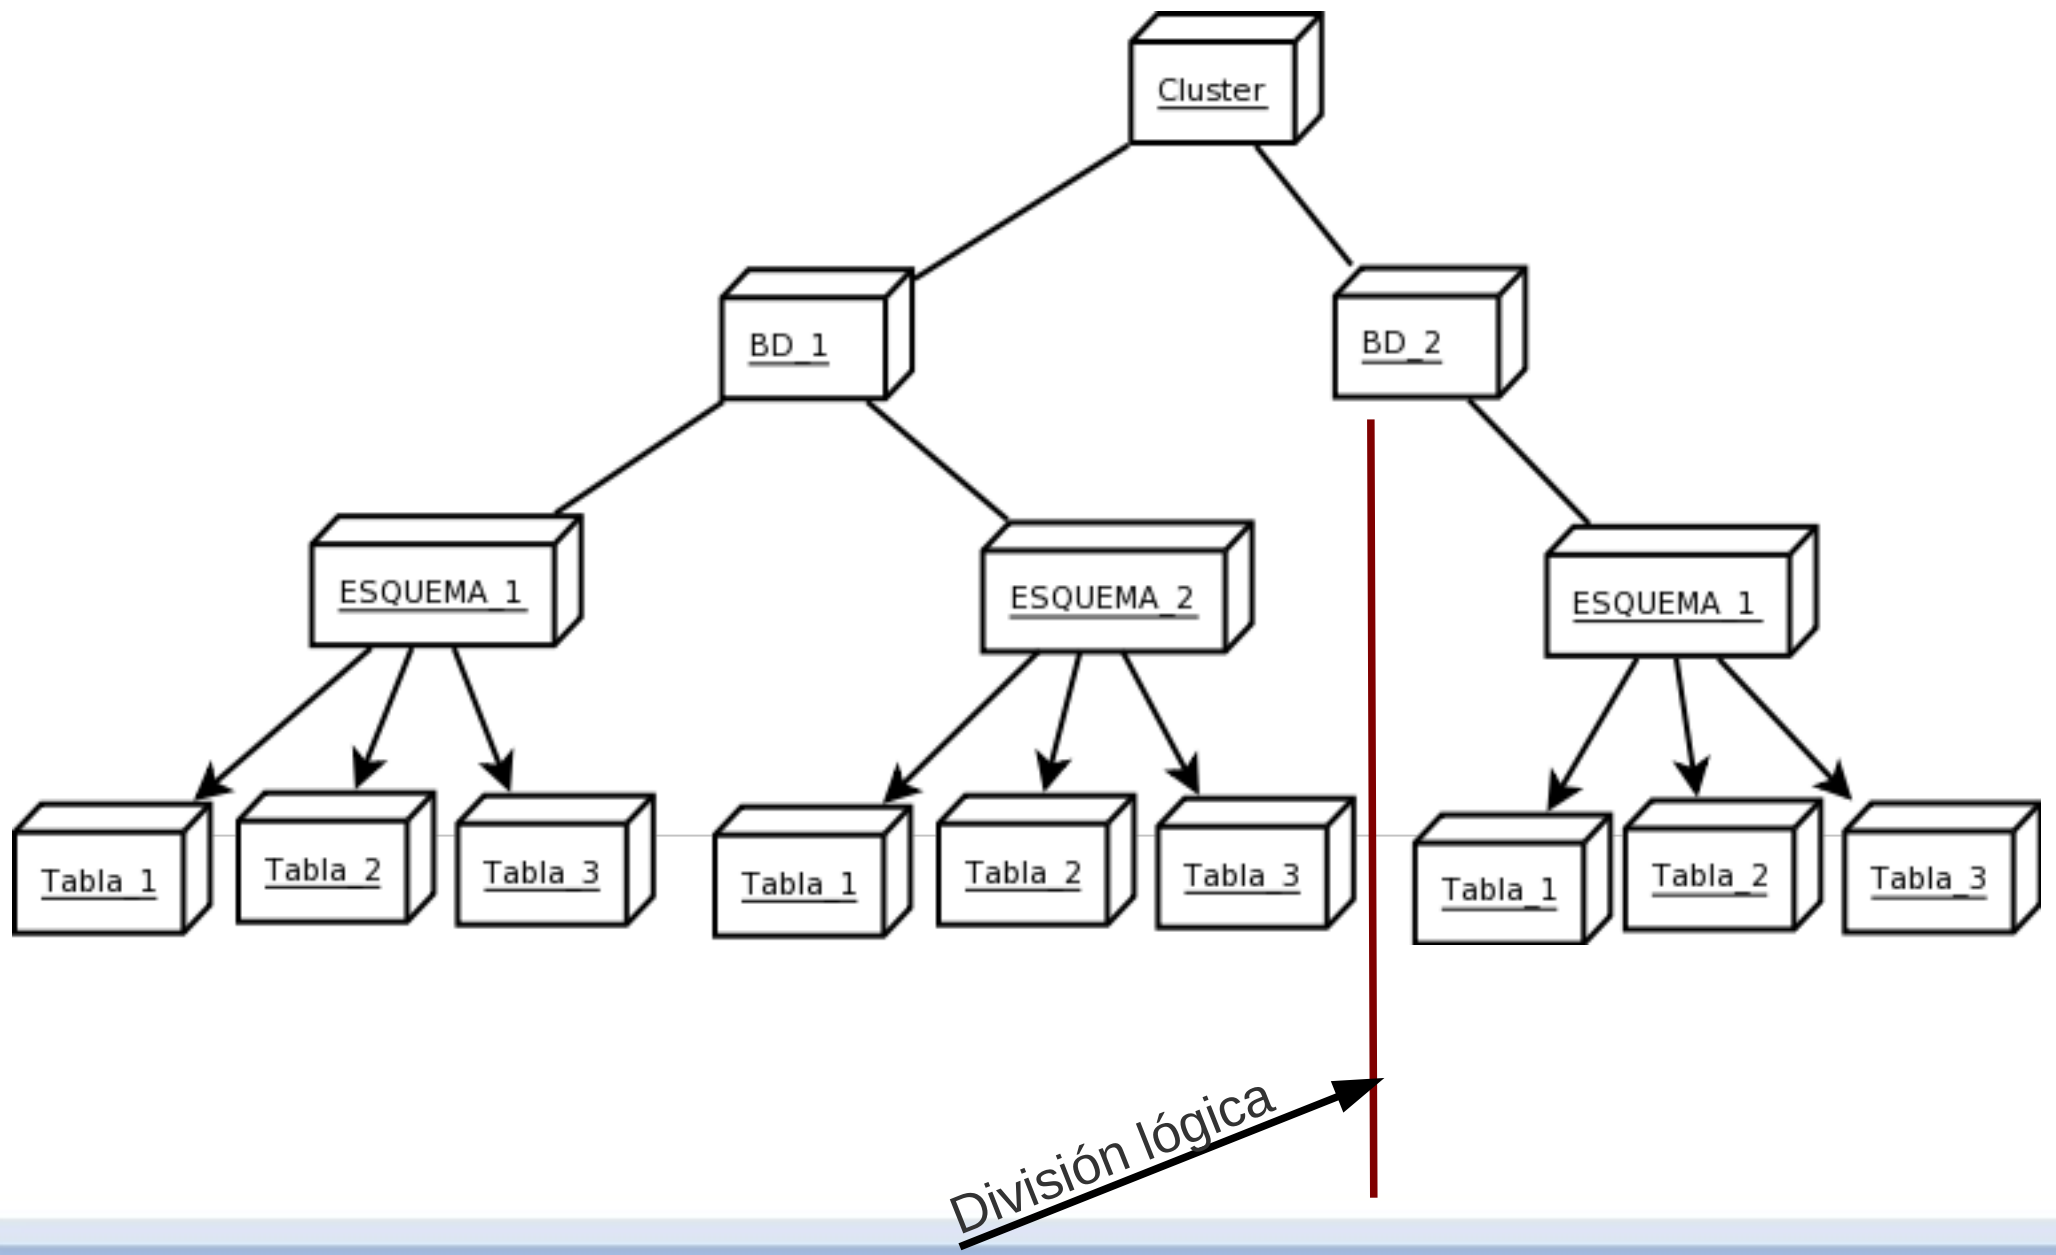 Cluster
BD_1
BD_2
ESQUEMA_1
ESQUEMA_2
ESQUEMA_1
Tabla_1
Tabla_2
Tabla_3
Tabla_1
Tabla_2
Tabla_3
Tabla_1
Tabla_2
Tabla_3
División lógica